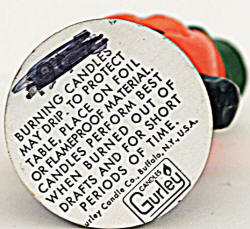 BURNING CANDLES
MAY DRIP. TO PROTECT
TABLE, PLACE ON FOIL
OR FLAMEPROOF MATERIAL.
CANDLES PERFORM BEST
WHEN BURNED OUT OF
DRAFTS AND FOR SHORT
PERIODS OF TIME.
urley Candle Co., Buffalo, N.Y., U.S.A.
CANDLES
Gurley